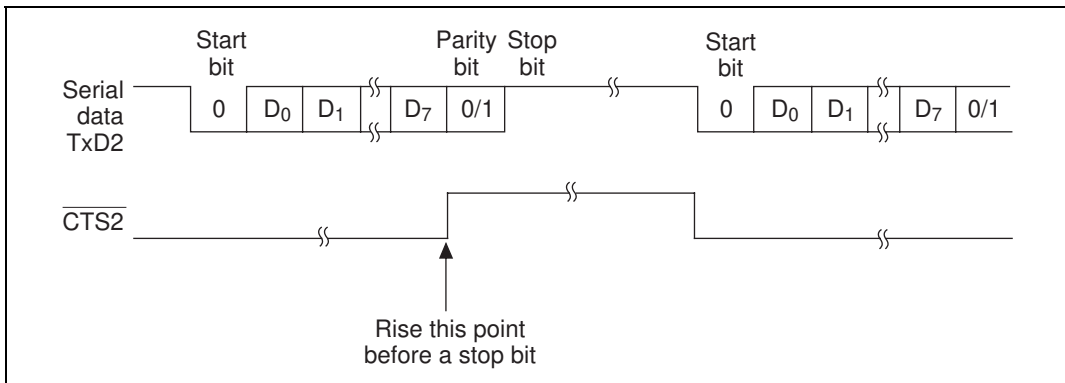 Start bit
Parity bit
Stop bit
Start bit
Serial data TxD2
0 D₀ D₁ D₇ 0/1 0 D₀ D₁ D₇ 0/1
C̅T̅S̅2̅
Rise this point
before a stop bit